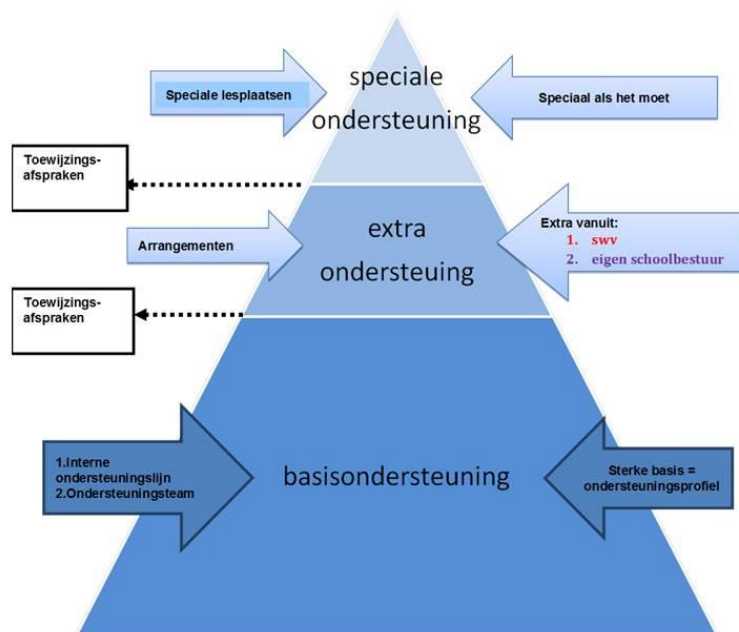 speciale
ondersteuning
Speciale lesplaatsen
Speciaal als het moet
Toewijzings-
afspraken
extra
ondersteuing
Arrangementen
Extra vanuit:
1. swv
2. eigen schoolbestuur
Toewijzings-
afspraken
basisondersteuning
1.Interne
ondersteuningslijn
2.Ondersteuningsteam
Sterke basis =
ondersteuningsprofiel